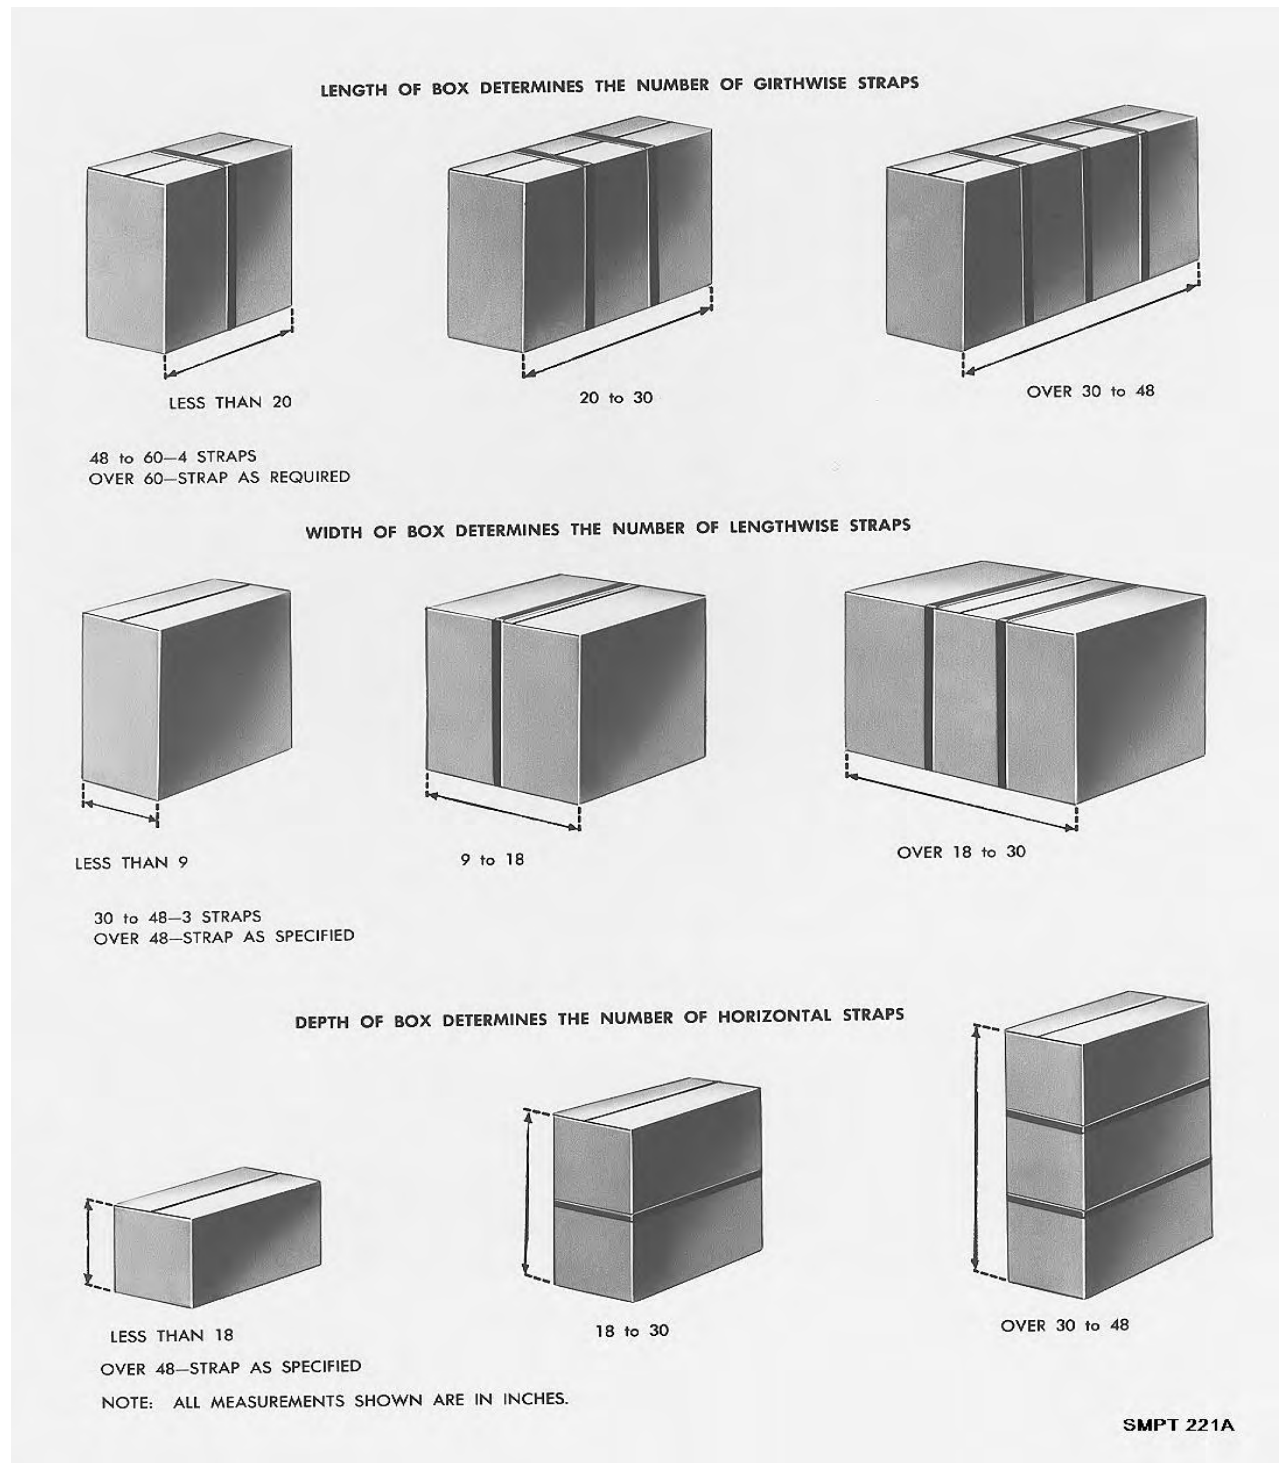 LENGTH OF BOX DETERMINES THE NUMBER OF GIRTHWISE STRAPS
LESS THAN 20
20 to 30
OVER 30 to 48
48 to 60—4 STRAPS
OVER 60—STRAP AS REQUIRED
WIDTH OF BOX DETERMINES THE NUMBER OF LENGTHWISE STRAPS
LESS THAN 9
9 to 18
OVER 18 to 30
30 to 48—3 STRAPS
OVER 48—STRAP AS SPECIFIED
DEPTH OF BOX DETERMINES THE NUMBER OF HORIZONTAL STRAPS
LESS THAN 18
18 to 30
OVER 30 to 48
OVER 48—STRAP AS SPECIFIED
NOTE: ALL MEASUREMENTS SHOWN ARE IN INCHES.
SMPT 221A